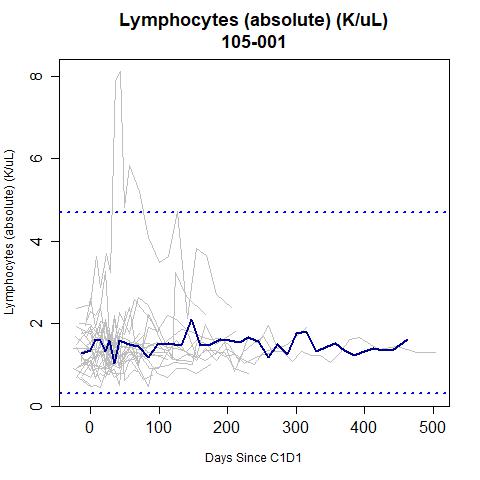 Lymphocytes (absolute) (K/uL)
105-001
Lymphocytes (absolute) (K/uL)
8
6
4
2
0
0 100 200 300 400 500
Days Since C1D1